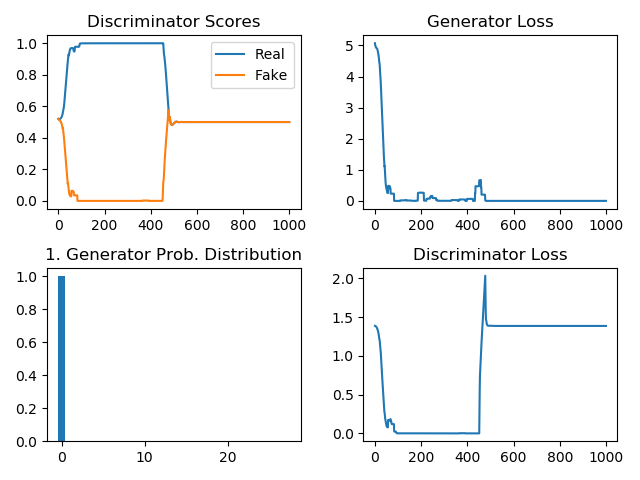 Discriminator Scores
1.0
0.8
0.6
0.4
0.2
0.0
Real
Fake
0 200 400 600 800 1000
Generator Loss
5
4
3
2
1
0
0 200 400 600 800 1000
1. Generator Prob. Distribution
1.0
0.8
0.6
0.4
0.2
0.0
0 10 20
Discriminator Loss
2.0
1.5
1.0
0.5
0.0
0 200 400 600 800 1000